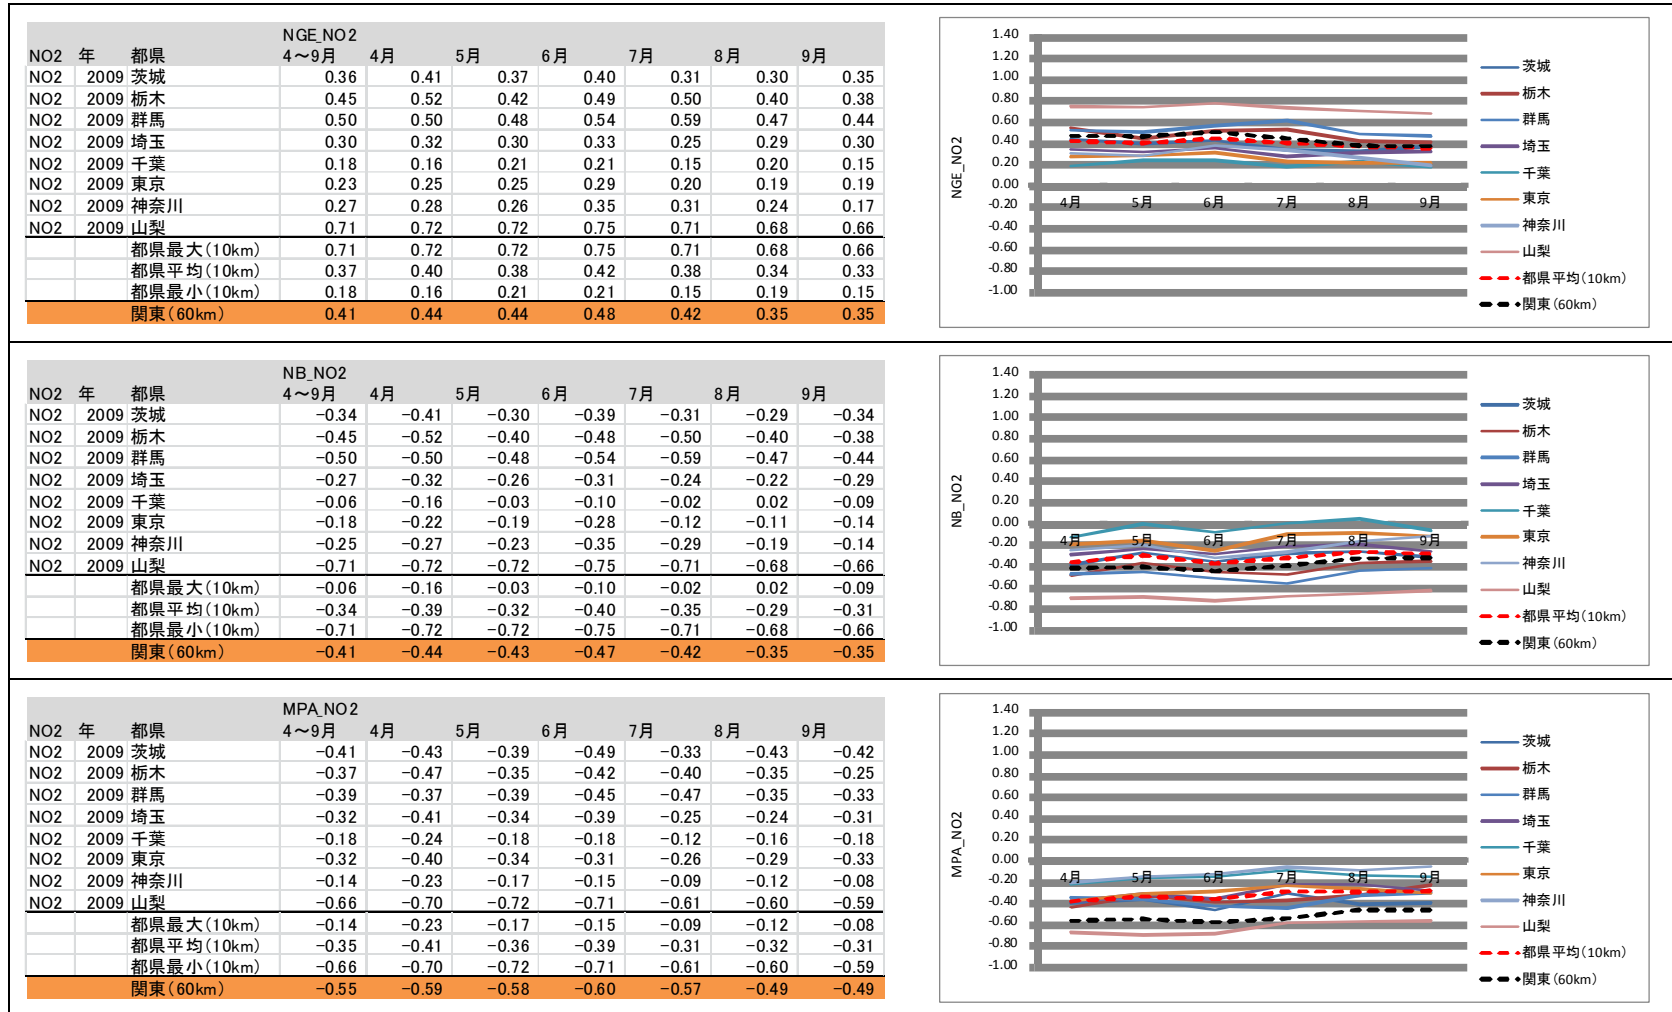 NGE_NO2
NO2 年 都県 4～9月 4月 5月 6月 7月 8月 9月
NO2 2009 茨城 0.36 0.41 0.37 0.40 0.31 0.30 0.35
NO2 2009 栃木 0.45 0.52 0.42 0.49 0.50 0.40 0.38
NO2 2009 群馬 0.50 0.50 0.48 0.54 0.59 0.47 0.44
NO2 2009 埼玉 0.30 0.32 0.30 0.33 0.25 0.29 0.30
NO2 2009 千葉 0.18 0.16 0.21 0.21 0.15 0.20 0.15
NO2 2009 東京 0.23 0.25 0.25 0.29 0.20 0.19 0.19
NO2 2009 神奈川 0.27 0.28 0.26 0.35 0.31 0.24 0.17
NO2 2009 山梨 0.71 0.72 0.72 0.75 0.71 0.68 0.66
都県最大(10km) 0.71 0.72 0.72 0.75 0.71 0.68 0.66
都県平均(10km) 0.37 0.40 0.38 0.42 0.38 0.34 0.33
都県最小(10km) 0.18 0.16 0.21 0.21 0.15 0.19 0.15
関東(60km) 0.41 0.44 0.44 0.48 0.42 0.35 0.35
NGE_NO2
1.40
1.20
1.00
0.80
0.60
0.40
0.20
0.00
-0.20
-0.40
-0.60
-0.80
-1.00
4月 5月 6月 7月 8月 9月
茨城
栃木
群馬
埼玉
千葉
東京
神奈川
山梨
都県平均(10km)
関東(60km)
NB_NO2
NO2 年 都県 4～9月 4月 5月 6月 7月 8月 9月
NO2 2009 茨城 -0.34 -0.41 -0.30 -0.39 -0.31 -0.29 -0.34
NO2 2009 栃木 -0.45 -0.52 -0.40 -0.48 -0.50 -0.40 -0.38
NO2 2009 群馬 -0.50 -0.50 -0.48 -0.54 -0.59 -0.47 -0.44
NO2 2009 埼玉 -0.27 -0.32 -0.26 -0.31 -0.24 -0.22 -0.29
NO2 2009 千葉 -0.06 -0.16 -0.03 -0.10 -0.02 0.02 -0.09
NO2 2009 東京 -0.18 -0.22 -0.19 -0.28 -0.12 -0.11 -0.14
NO2 2009 神奈川 -0.25 -0.27 -0.23 -0.35 -0.29 -0.19 -0.14
NO2 2009 山梨 -0.71 -0.72 -0.72 -0.75 -0.71 -0.68 -0.66
都県最大(10km) -0.06 -0.16 -0.03 -0.10 -0.02 0.02 -0.09
都県平均(10km) -0.34 -0.39 -0.32 -0.40 -0.35 -0.29 -0.31
都県最小(10km) -0.71 -0.72 -0.72 -0.75 -0.71 -0.68 -0.66
関東(60km) -0.41 -0.44 -0.43 -0.47 -0.42 -0.35 -0.35
NB_NO2
1.40
1.20
1.00
0.80
0.60
0.40
0.20
0.00
-0.20
-0.40
-0.60
-0.80
-1.00
4月 5月 6月 7月 8月 9月
茨城
栃木
群馬
埼玉
千葉
東京
神奈川
山梨
都県平均(10km)
関東(60km)
MPA_NO2
NO2 年 都県 4～9月 4月 5月 6月 7月 8月 9月
NO2 2009 茨城 -0.41 -0.43 -0.39 -0.49 -0.33 -0.43 -0.42
NO2 2009 栃木 -0.37 -0.47 -0.35 -0.42 -0.40 -0.35 -0.25
NO2 2009 群馬 -0.39 -0.37 -0.39 -0.45 -0.47 -0.35 -0.33
NO2 2009 埼玉 -0.32 -0.41 -0.34 -0.39 -0.25 -0.24 -0.31
NO2 2009 千葉 -0.18 -0.24 -0.18 -0.18 -0.12 -0.16 -0.18
NO2 2009 東京 -0.32 -0.40 -0.34 -0.31 -0.26 -0.29 -0.33
NO2 2009 神奈川 -0.14 -0.23 -0.17 -0.15 -0.09 -0.12 -0.08
NO2 2009 山梨 -0.66 -0.70 -0.72 -0.71 -0.61 -0.60 -0.59
都県最大(10km) -0.14 -0.23 -0.17 -0.15 -0.09 -0.12 -0.08
都県平均(10km) -0.35 -0.41 -0.36 -0.39 -0.31 -0.32 -0.31
都県最小(10km) -0.66 -0.70 -0.72 -0.71 -0.61 -0.60 -0.59
関東(60km) -0.55 -0.59 -0.58 -0.60 -0.57 -0.49 -0.49
MPA_NO2
1.40
1.20
1.00
0.80
0.60
0.40
0.20
0.00
-0.20
-0.40
-0.60
-0.80
-1.00
4月 5月 6月 7月 8月 9月
茨城
栃木
群馬
埼玉
千葉
東京
神奈川
山梨
都県平均(10km)
関東(60km)